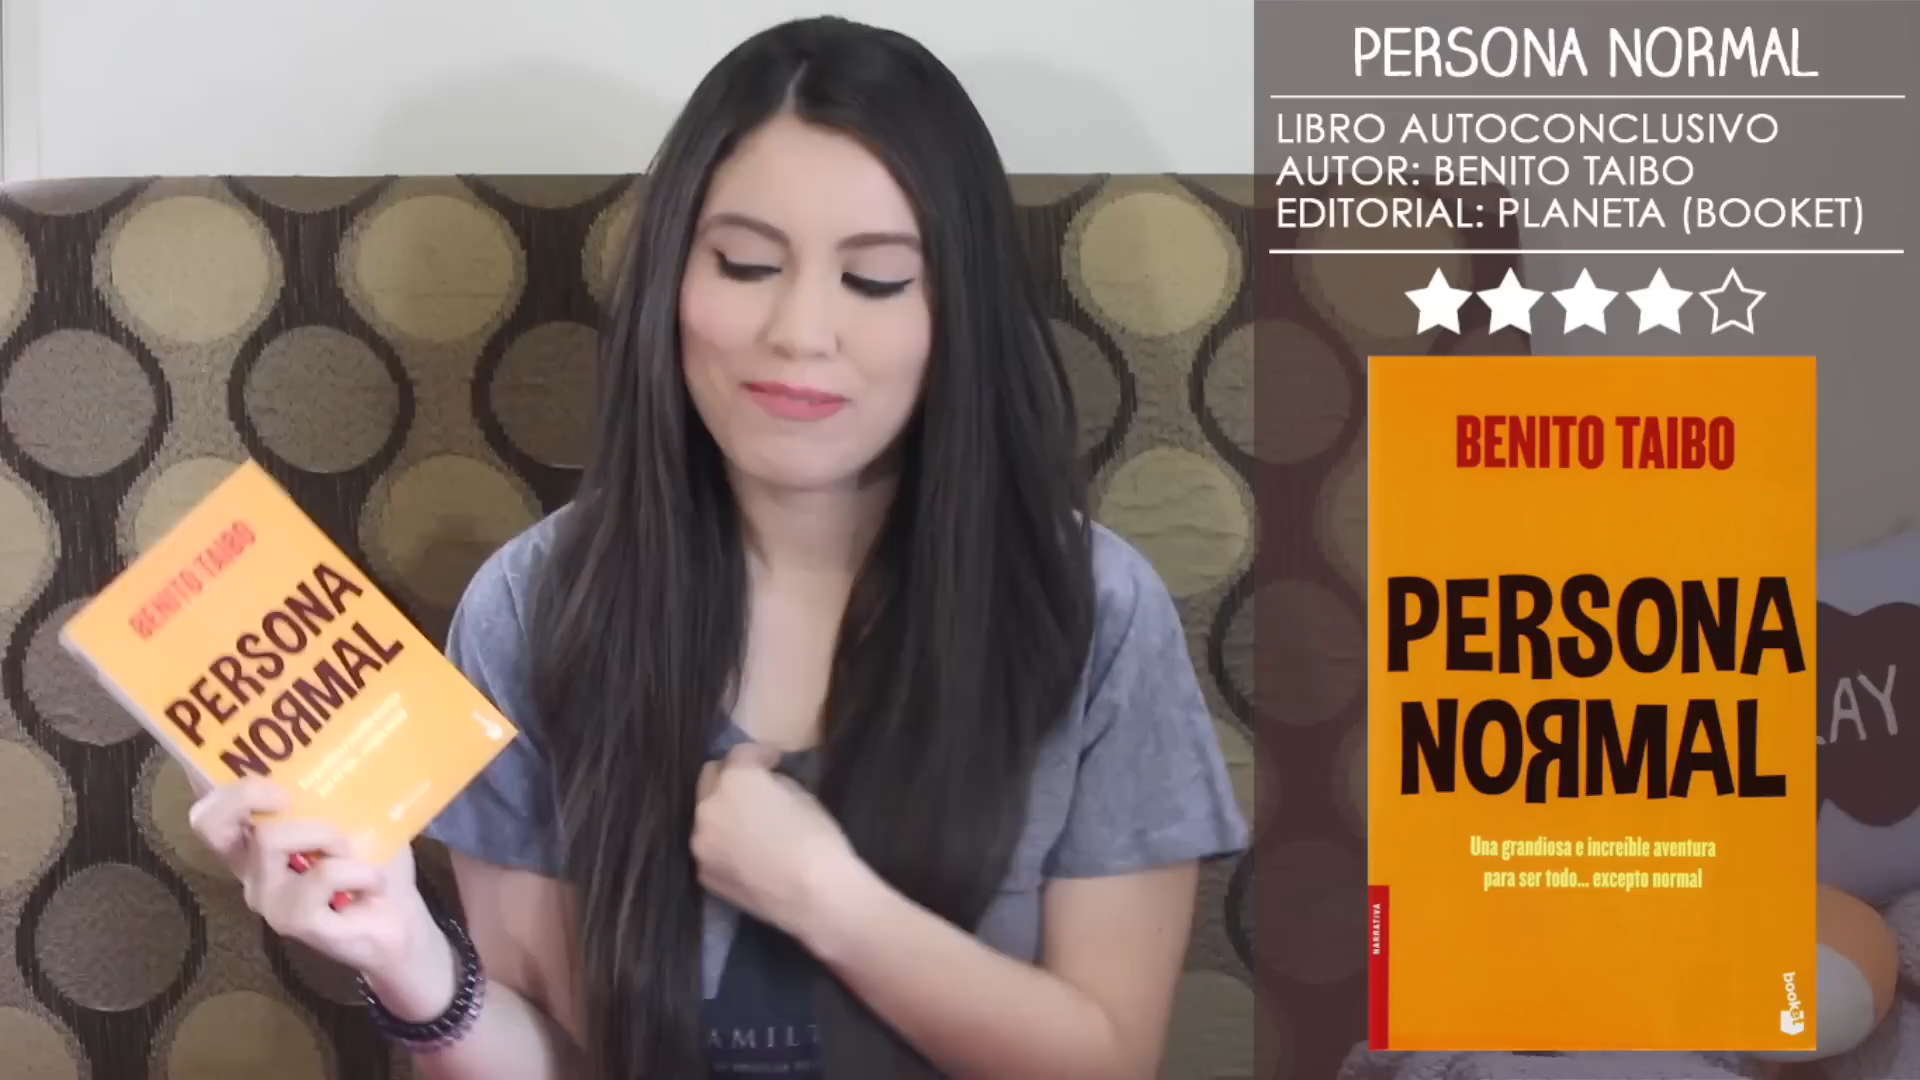 PERSONA NORMAL
LIBRO AUTOCONCLUSIVO
AUTOR: BENITO TAIBO
EDITORIAL: PLANETA (BOOKET)
BENITO TAIBO
PERSONA
NORMAL
Una grandiosa e increíble aventura
para ser todo... excepto normal
NARRATIVA
booket
BENITO TAIBO
PERSONA
NORMAL
AMILT
AY